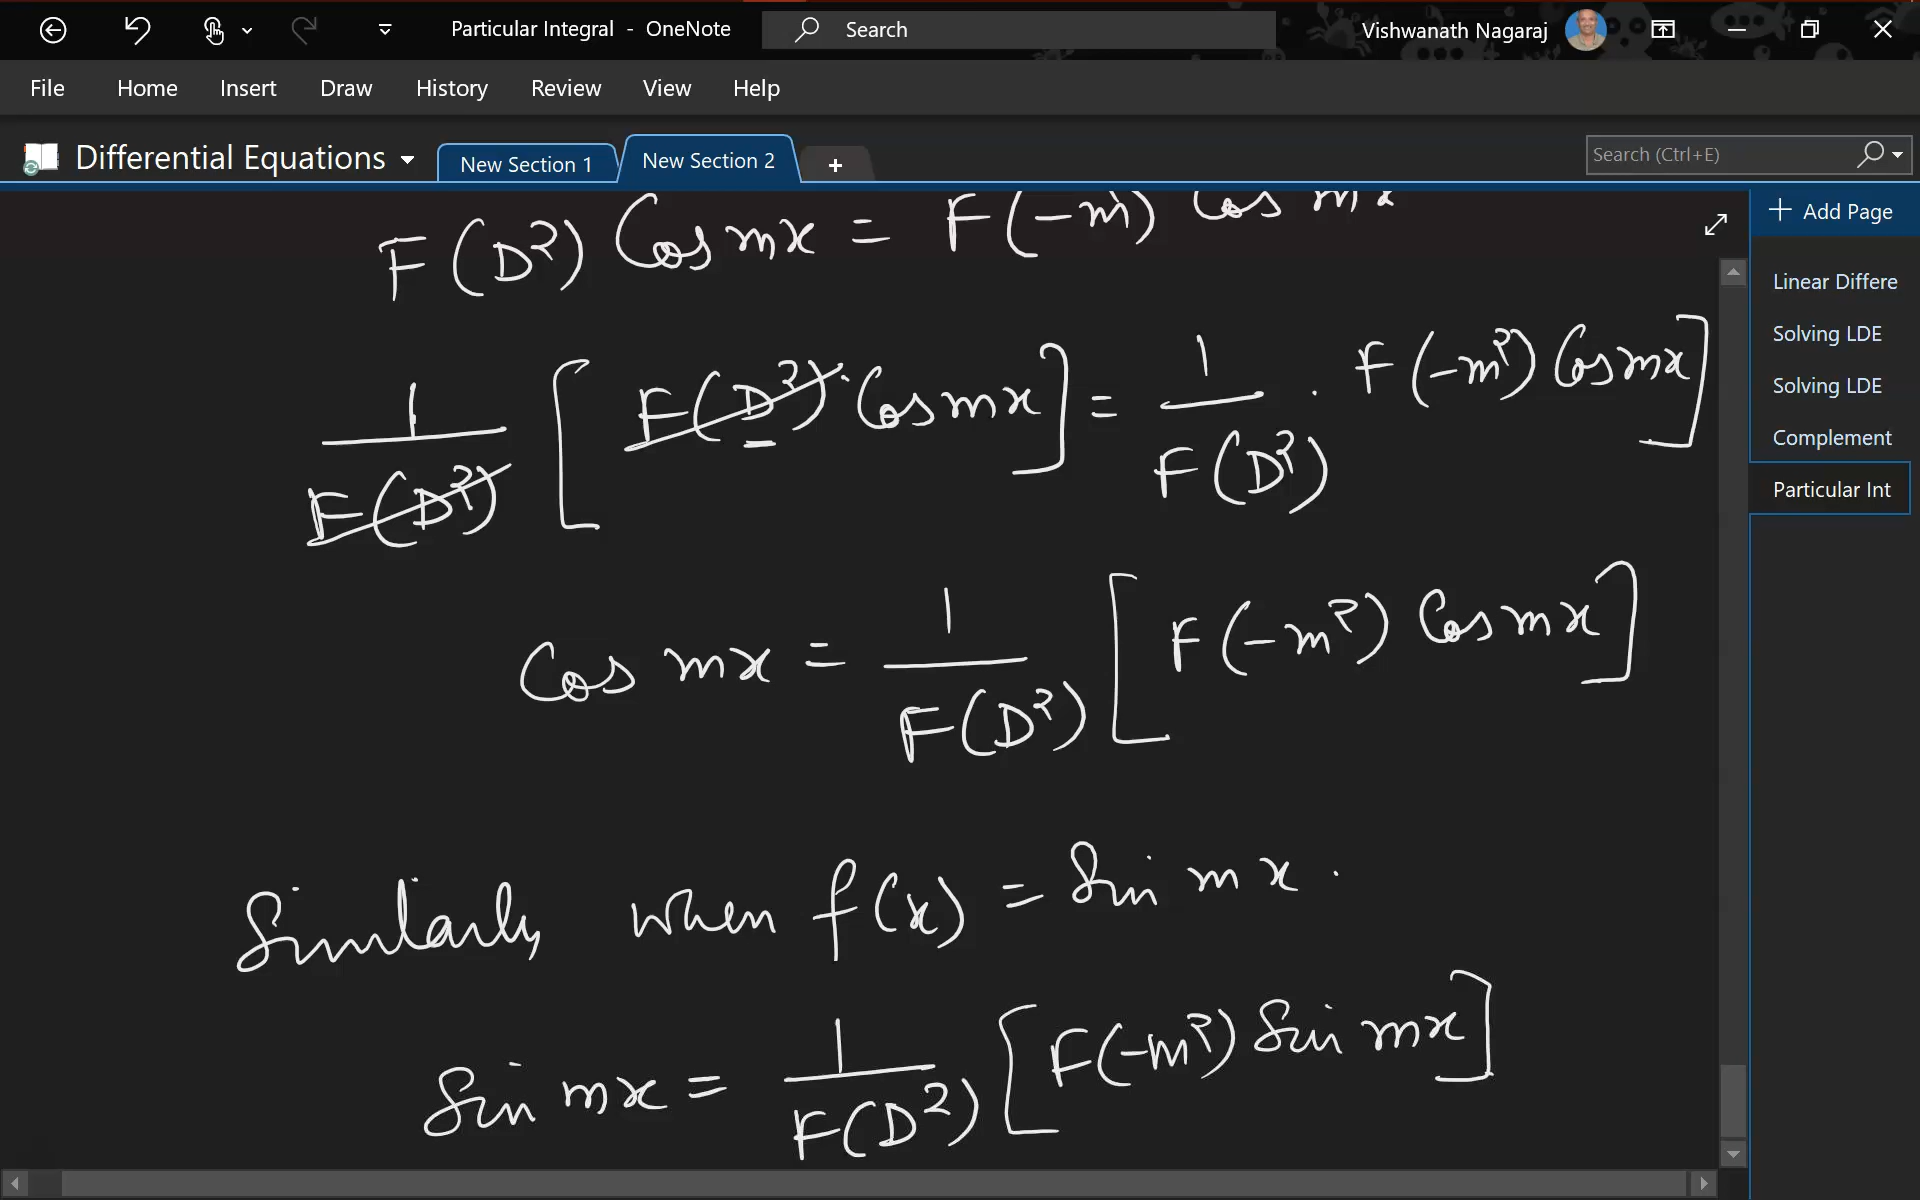 Particular Integral - OneNote
Search
Vishwanath Nagaraj
File Home Insert Draw History Review View Help
Differential Equations
New Section 1
New Section 2
+
Search (Ctrl+E)
+ Add Page
Linear Differe
Solving LDE
Solving LDE
Complement
Particular Int
F(D²) Cos mx = F(-m²) Cos mx
1/F(D²) [F(D²)·Cos mx] = 1/F(D²) . F(-m²) Cos mx]
Cos mx = 1/F(D²) [F(-m²) Cos mx]
Similarly when f(x) = Sin mx.
Sin mx = 1/F(D²) [F(-m²) Sin mx]